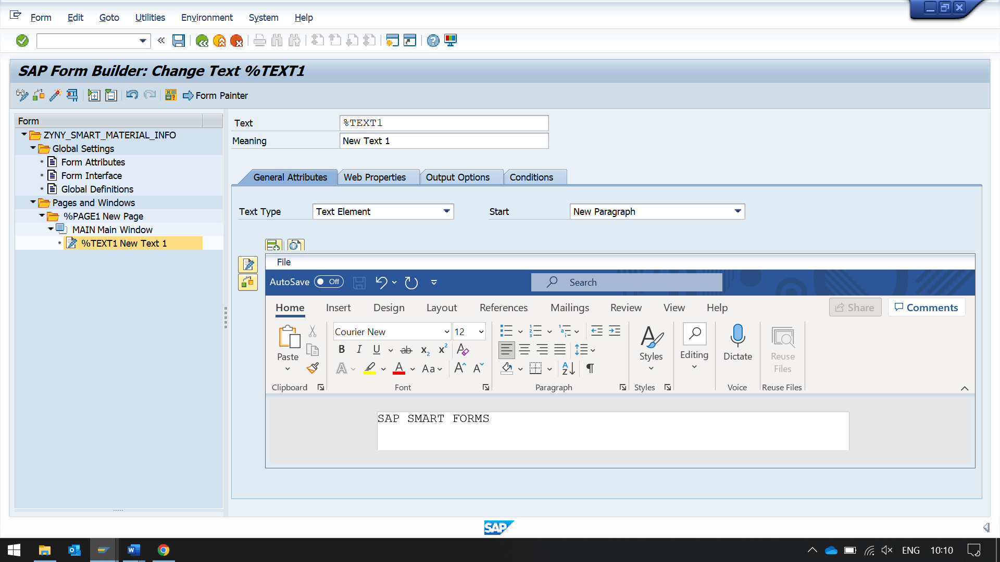 Form Edit Goto Utilities Environment System Help
SAP Form Builder: Change Text %TEXT1
Form Painter
Form
ZYNY_SMART_MATERIAL_INFO
Global Settings
Form Attributes
Form Interface
Global Definitions
Pages and Windows
%PAGE1 New Page
MAIN Main Window
%TEXT1 New Text 1
Text %TEXT1
Meaning New Text 1
General Attributes Web Properties Output Options Conditions
Text Type Text Element Start New Paragraph
File
AutoSave Off Search
Home Insert Design Layout References Mailings Review View Help Share Comments
Courier New 12
Paste
Styles
Editing
Dictate
Reuse Files
Clipboard Font Paragraph Styles Voice Reuse Files
SAP SMART FORMS
SAP
ENG 10:10